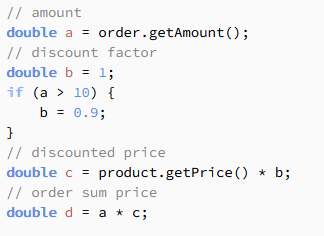 // amount
double a = order.getAmount();
// discount factor
double b = 1;
if (a > 10) {
    b = 0.9;
}
// discounted price
double c = product.getPrice() * b;
// order sum price
double d = a * c;